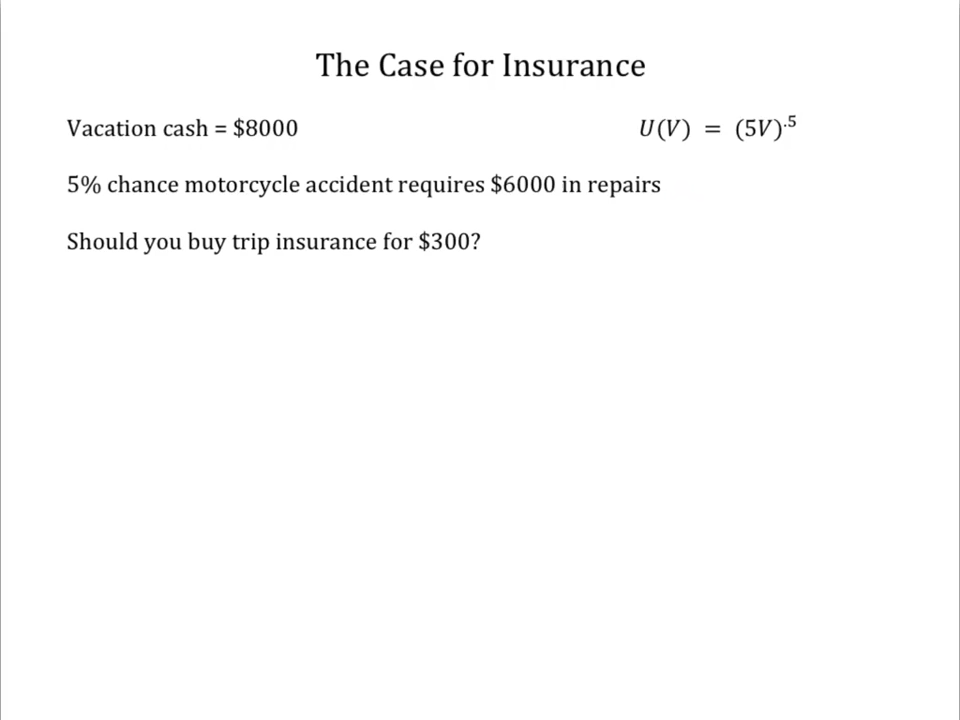 The Case for Insurance
Vacation cash = $8000
U(V) = (5V)^.5
5% chance motorcycle accident requires $6000 in repairs
Should you buy trip insurance for $300?